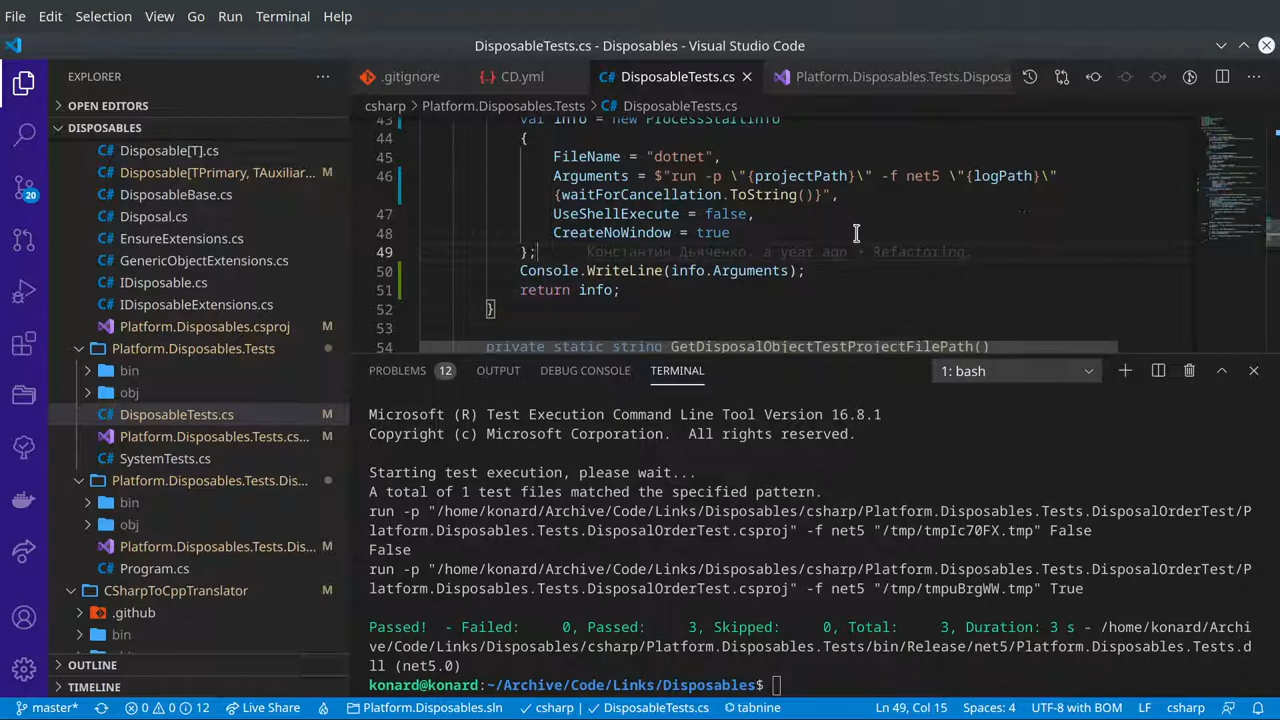 File Edit Selection View Go Run Terminal Help
DisposableTests.cs - Disposables - Visual Studio Code
EXPLORER
OPEN EDITORS
DISPOSABLES
C# Disposable[T].cs
C# Disposable[TPrimary, TAuxiliar... M
C# DisposableBase.cs
C# Disposal.cs
C# EnsureExtensions.cs
C# GenericObjectExtensions.cs
C# IDisposable.cs
C# IDisposableExtensions.cs
Platform.Disposables.csproj M
Platform.Disposables.Tests
bin
obj
C# DisposableTests.cs M
Platform.Disposables.Tests.cs... M
C# SystemTests.cs
Platform.Disposables.Tests.Dis...
bin
obj
Platform.Disposables.Tests.Dis... M
C# Program.cs
CSharpToCppTranslator
.github
bin
OUTLINE
TIMELINE
20
.gitignore
CD.yml
C# DisposableTests.cs
Platform.Disposables.Tests.Disposa
csharp > Platform.Disposables.Tests > C# DisposableTests.cs
43 var info = new ProcessStartInfo
44 {
45 FileName = "dotnet",
46 Arguments = $"run -p \"{projectPath}\" -f net5 \"{logPath}\"
{waitForCancellation.ToString()}",
47 UseShellExecute = false,
48 CreateNoWindow = true
49 }; Константин Дьяченко, a year ago • Refactoring.
50 Console.WriteLine(info.Arguments);
51 return info;
52 }
53
54 private static string GetDisposalObjectTestProjectFilePath()
PROBLEMS 12 OUTPUT DEBUG CONSOLE TERMINAL 1: bash
Microsoft (R) Test Execution Command Line Tool Version 16.8.1
Copyright (c) Microsoft Corporation. All rights reserved.
Starting test execution, please wait...
A total of 1 test files matched the specified pattern.
run -p "/home/konard/Archive/Code/Links/Disposables/csharp/Platform.Disposables.Tests.DisposalOrderTest/P
latform.Disposables.Tests.DisposalOrderTest.csproj" -f net5 "/tmp/tmpIc70FX.tmp" False
False
run -p "/home/konard/Archive/Code/Links/Disposables/csharp/Platform.Disposables.Tests.DisposalOrderTest/P
latform.Disposables.Tests.DisposalOrderTest.csproj" -f net5 "/tmp/tmpuBrgWW.tmp" True
Passed! - Failed: 0, Passed: 3, Skipped: 0, Total: 3, Duration: 3 s - /home/konard/Archi
ve/Code/Links/Disposables/csharp/Platform.Disposables.Tests/bin/Release/net5/Platform.Disposables.Tests.d
ll (net5.0)
konard@konard:~/Archive/Code/Links/Disposables$
master* 0 0 12 Live Share Platform.Disposables.sln csharp DisposableTests.cs tabnine Ln 49, Col 15 Spaces: 4 UTF-8 with BOM LF csharp